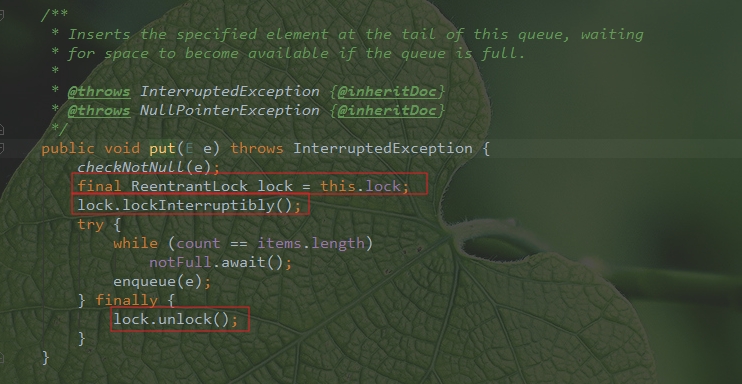 /**
 * Inserts the specified element at the tail of this queue, waiting
 * for space to become available if the queue is full.
 *
 * @throws InterruptedException {@inheritDoc}
 * @throws NullPointerException {@inheritDoc}
 */
public void put(E e) throws InterruptedException {
    checkNotNull(e);
    final ReentrantLock lock = this.lock;
    lock.lockInterruptibly();
    try {
        while (count == items.length)
            notFull.await();
        enqueue(e);
    } finally {
        lock.unlock();
    }
}